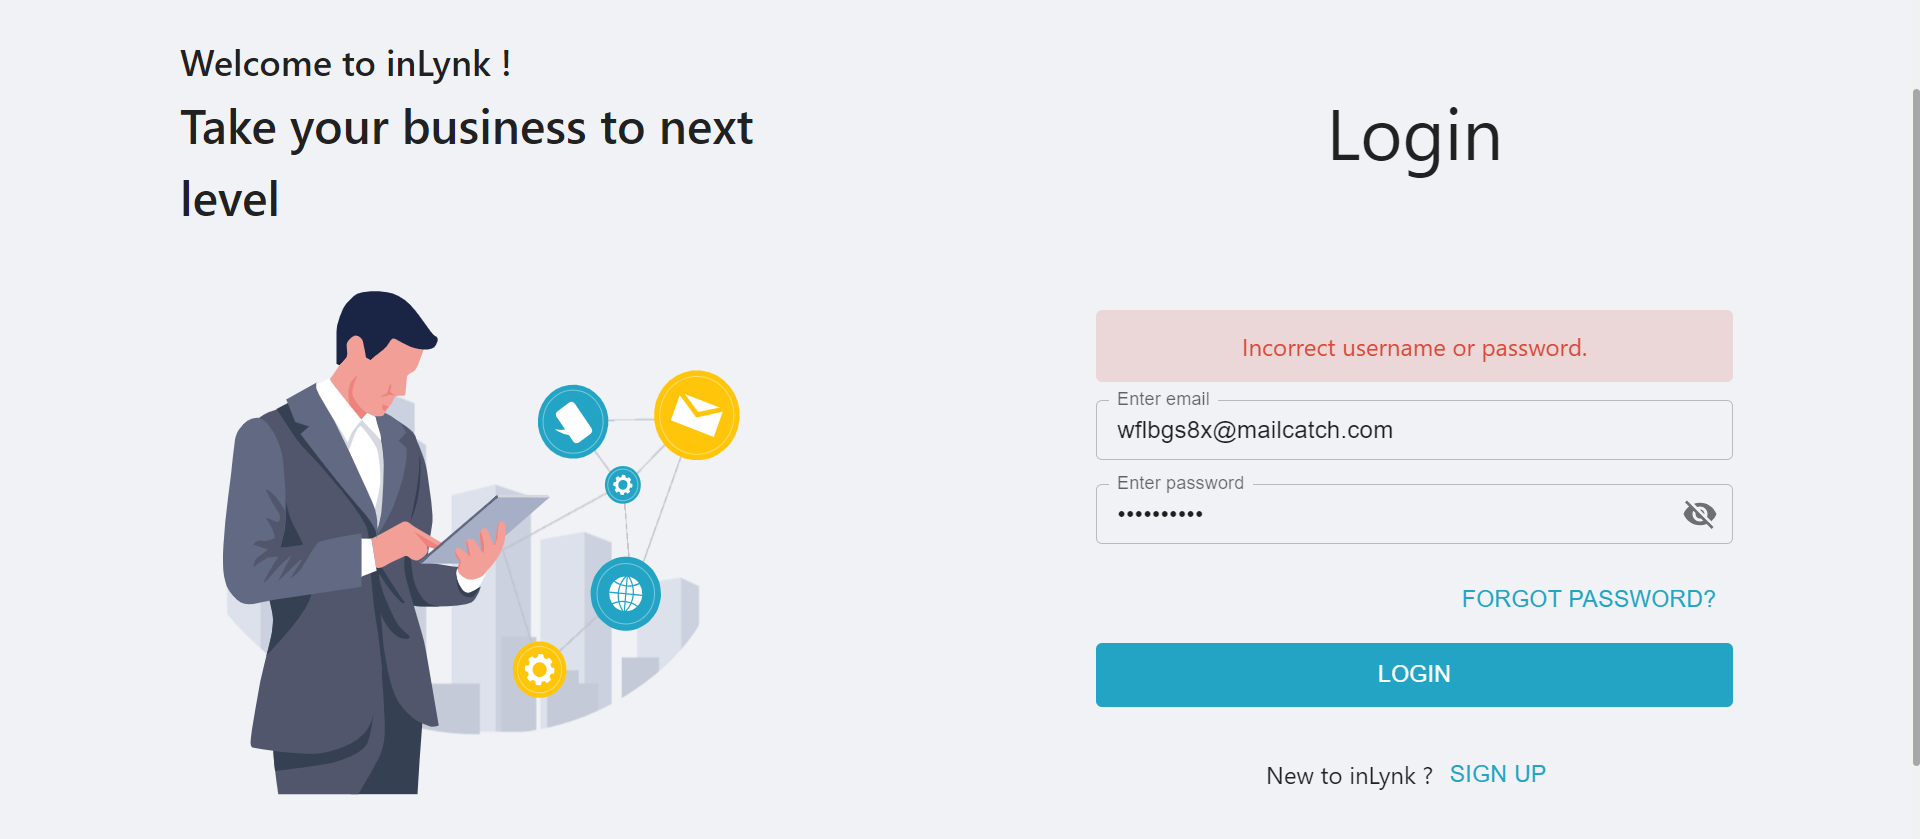 Welcome to inLynk !
Take your business to next
level
Login
Incorrect username or password.
Enter email
wflbgs8x@mailcatch.com
Enter password
••••••••••
FORGOT PASSWORD?
LOGIN
New to inLynk ? SIGN UP